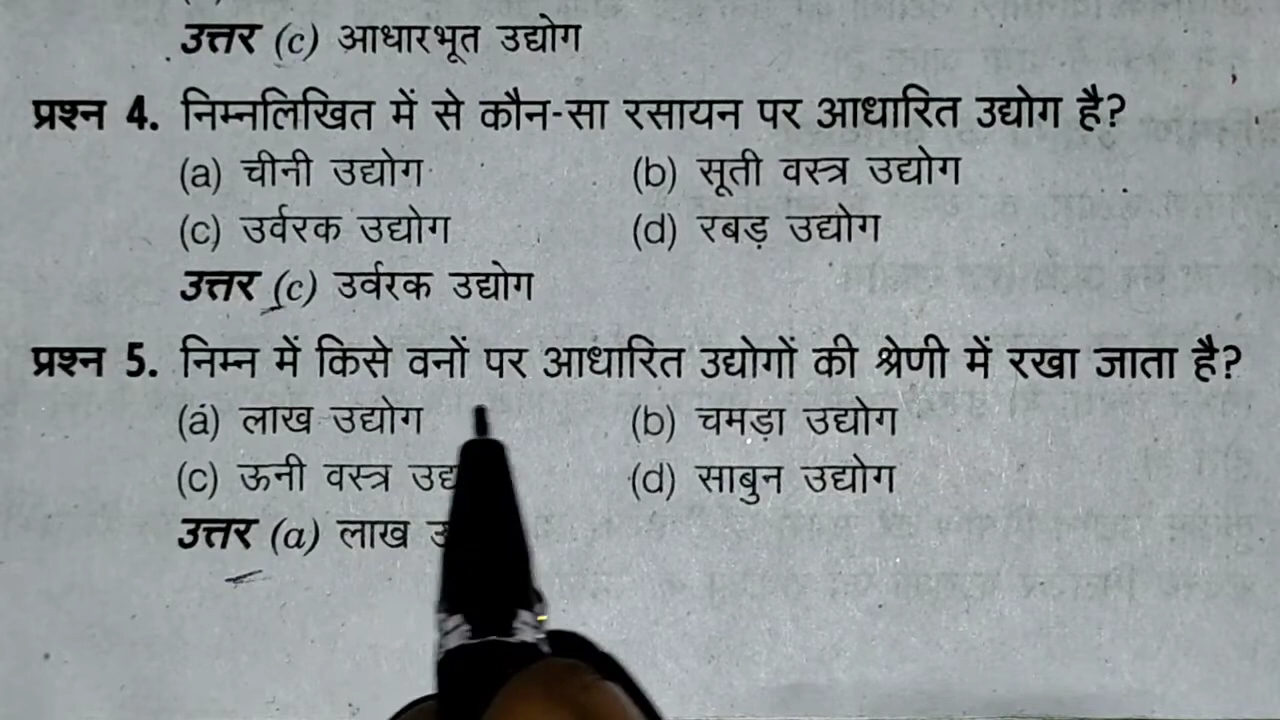 उत्तर (c) आधारभूत उद्योग
प्रश्न 4. निम्नलिखित में से कौन-सा रसायन पर आधारित उद्योग है?
(a) चीनी उद्योग (b) सूती वस्त्र उद्योग
(c) उर्वरक उद्योग (d) रबड़ उद्योग
उत्तर (c) उर्वरक उद्योग
प्रश्न 5. निम्न में किसे वनों पर आधारित उद्योगों की श्रेणी में रखा जाता है?
(a) लाख उद्योग (b) चमड़ा उद्योग
(c) ऊनी वस्त्र (d) साबुन उद्योग
उत्तर (a) लाख